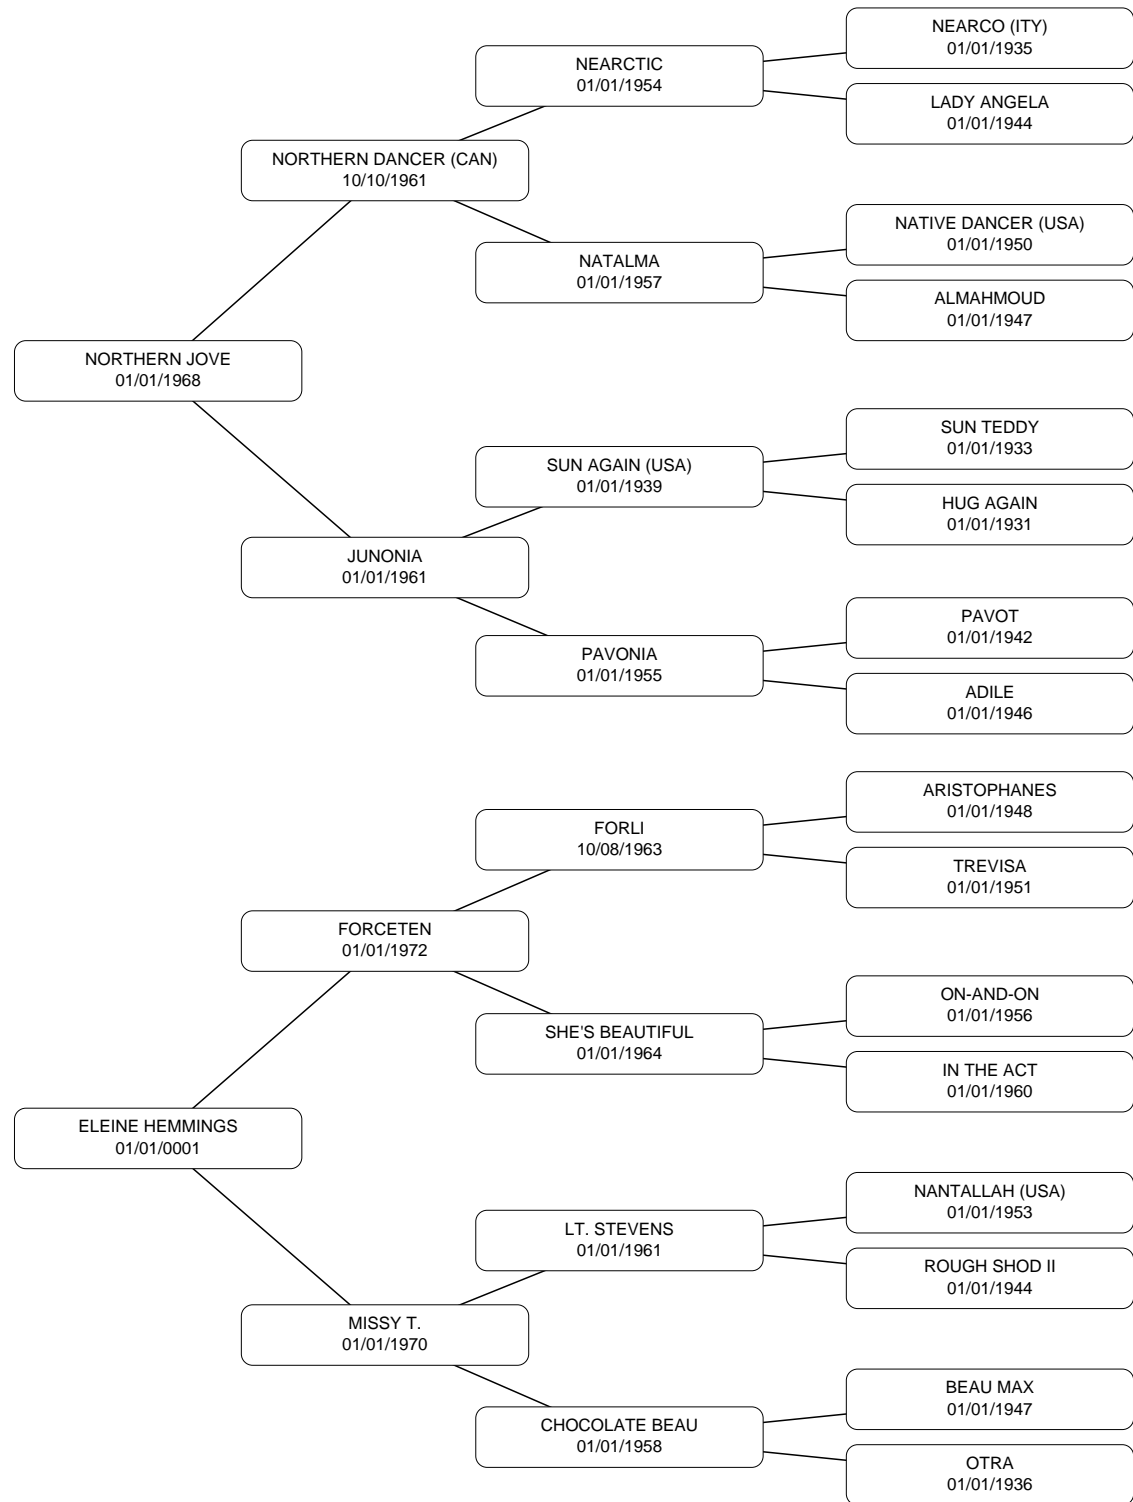 NEARCO (ITY)
01/01/1935
NEARCTIC
01/01/1954
LADY ANGELA
01/01/1944
NORTHERN DANCER (CAN)
10/10/1961
NATIVE DANCER (USA)
01/01/1950
NATALMA
01/01/1957
ALMAHMOUD
01/01/1947
NORTHERN JOVE
01/01/1968
SUN TEDDY
01/01/1933
SUN AGAIN (USA)
01/01/1939
HUG AGAIN
01/01/1931
JUNONIA
01/01/1961
PAVOT
01/01/1942
PAVONIA
01/01/1955
ADILE
01/01/1946
ARISTOPHANES
01/01/1948
FORLI
10/08/1963
TREVISA
01/01/1951
FORCETEN
01/01/1972
ON-AND-ON
01/01/1956
SHE'S BEAUTIFUL
01/01/1964
IN THE ACT
01/01/1960
ELEINE HEMMINGS
01/01/0001
NANTALLAH (USA)
01/01/1953
LT. STEVENS
01/01/1961
ROUGH SHOD II
01/01/1944
MISSY T.
01/01/1970
BEAU MAX
01/01/1947
CHOCOLATE BEAU
01/01/1958
OTRA
01/01/1936